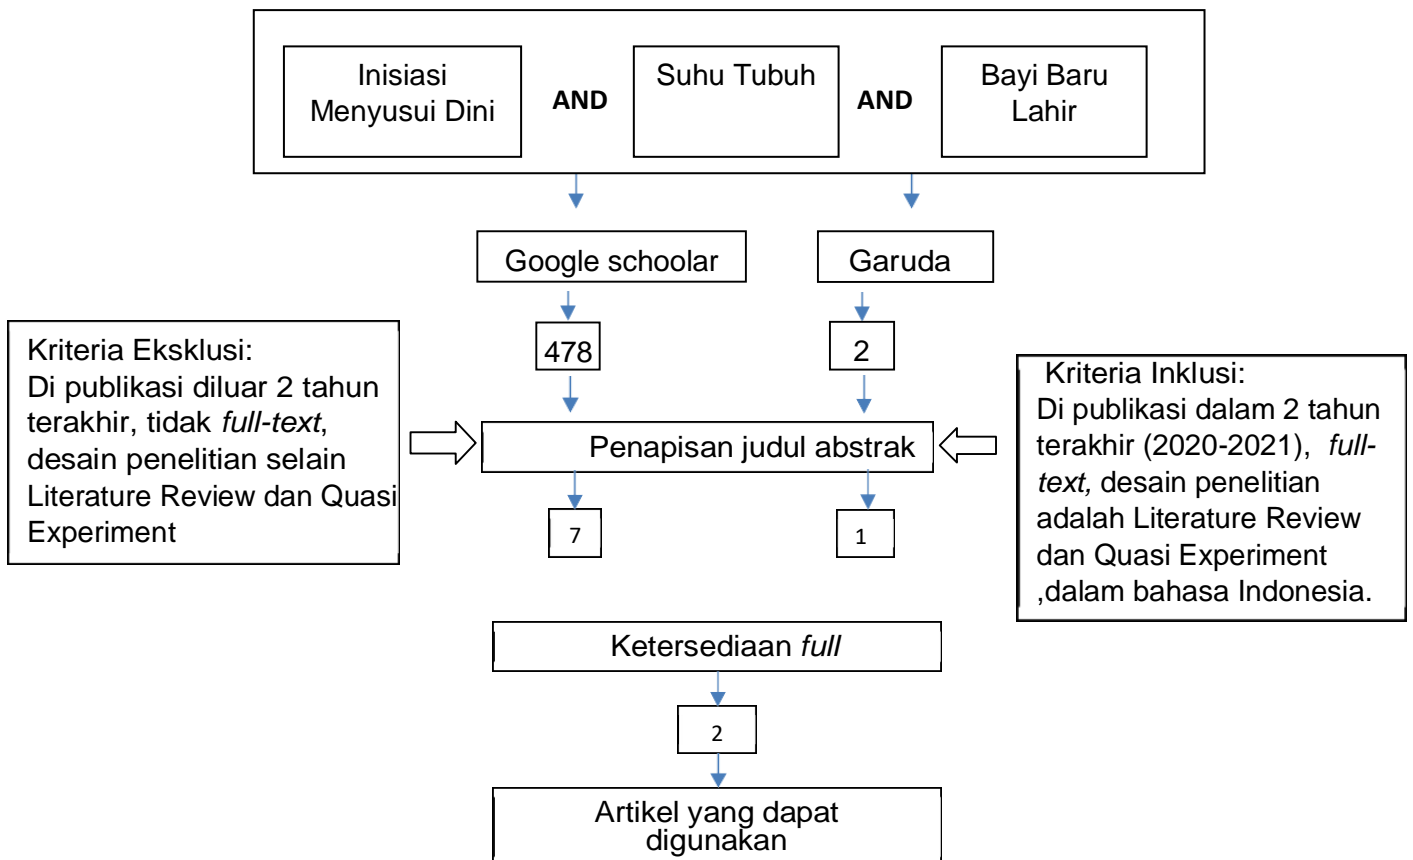 Inisiasi
Menyusui Dini
AND
Suhu Tubuh
AND
Bayi Baru
Lahir
Google schoolar
Garuda
478
2
Kriteria Eksklusi:
Di publikasi diluar 2 tahun
terakhir, tidak full-text,
desain penelitian selain
Literature Review dan Quasi
Experiment
Penapisan judul abstrak
Kriteria Inklusi:
Di publikasi dalam 2 tahun
terakhir (2020-2021), full-
text, desain penelitian
adalah Literature Review
dan Quasi Experiment
,dalam bahasa Indonesia.
7
1
Ketersediaan full
2
Artikel yang dapat
digunakan